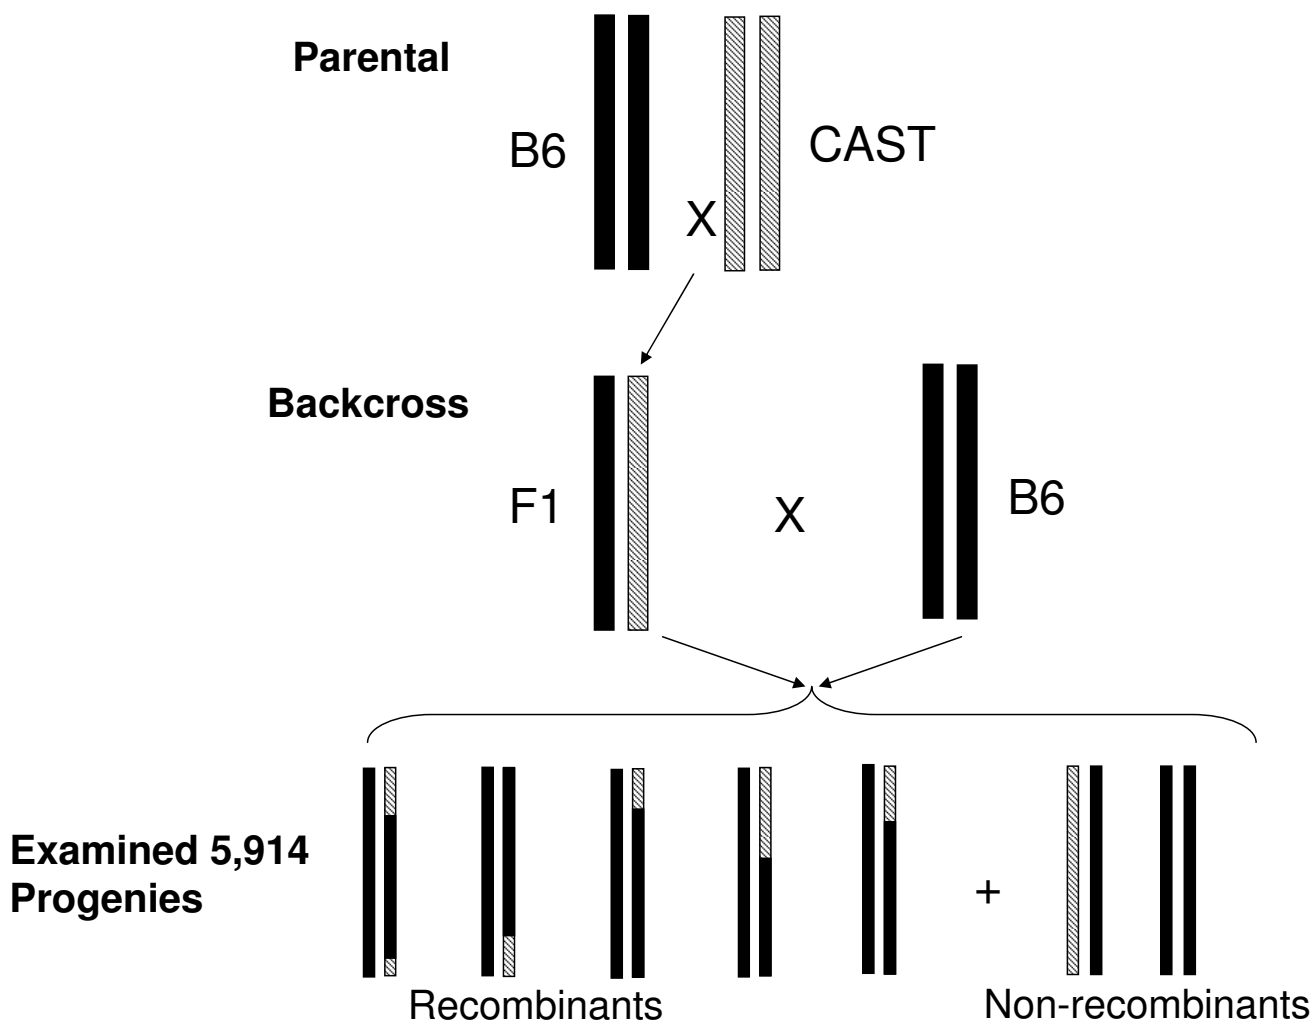 Parental
B6
CAST
X
Backcross
F1
X
B6
Examined 5,914
Progenies
+
Recombinants
Non-recombinants